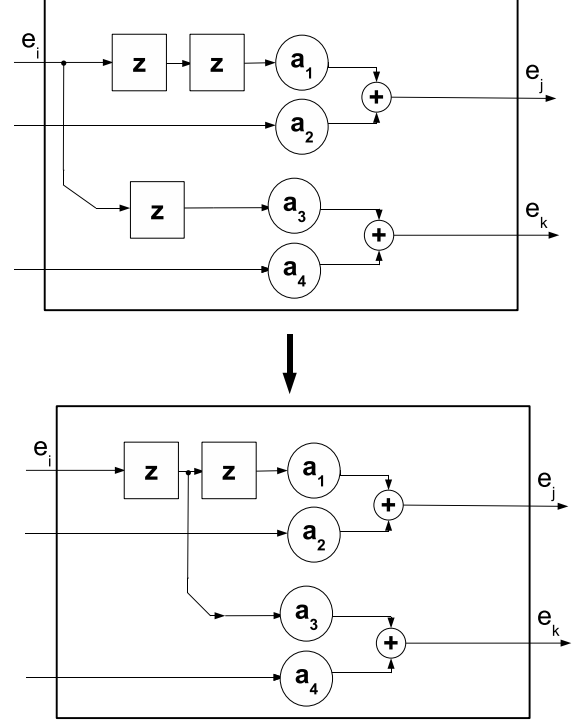 e_i z z a_1 e_j
+
a_2
z a_3 e_k
+
a_4
e_i z z a_1 e_j
+
a_2
a_3 e_k
+
a_4